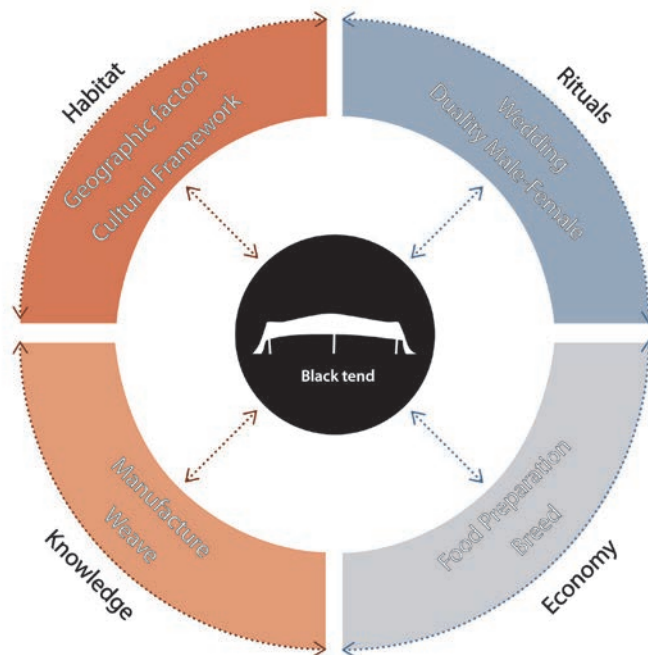 Habitat
Geographic factors
Cultural Framework
Rituals
Wedding
Duality Male-Female
Black tend
Knowledge
Manufacture
Weave
Economy
Food Preparation
Breed